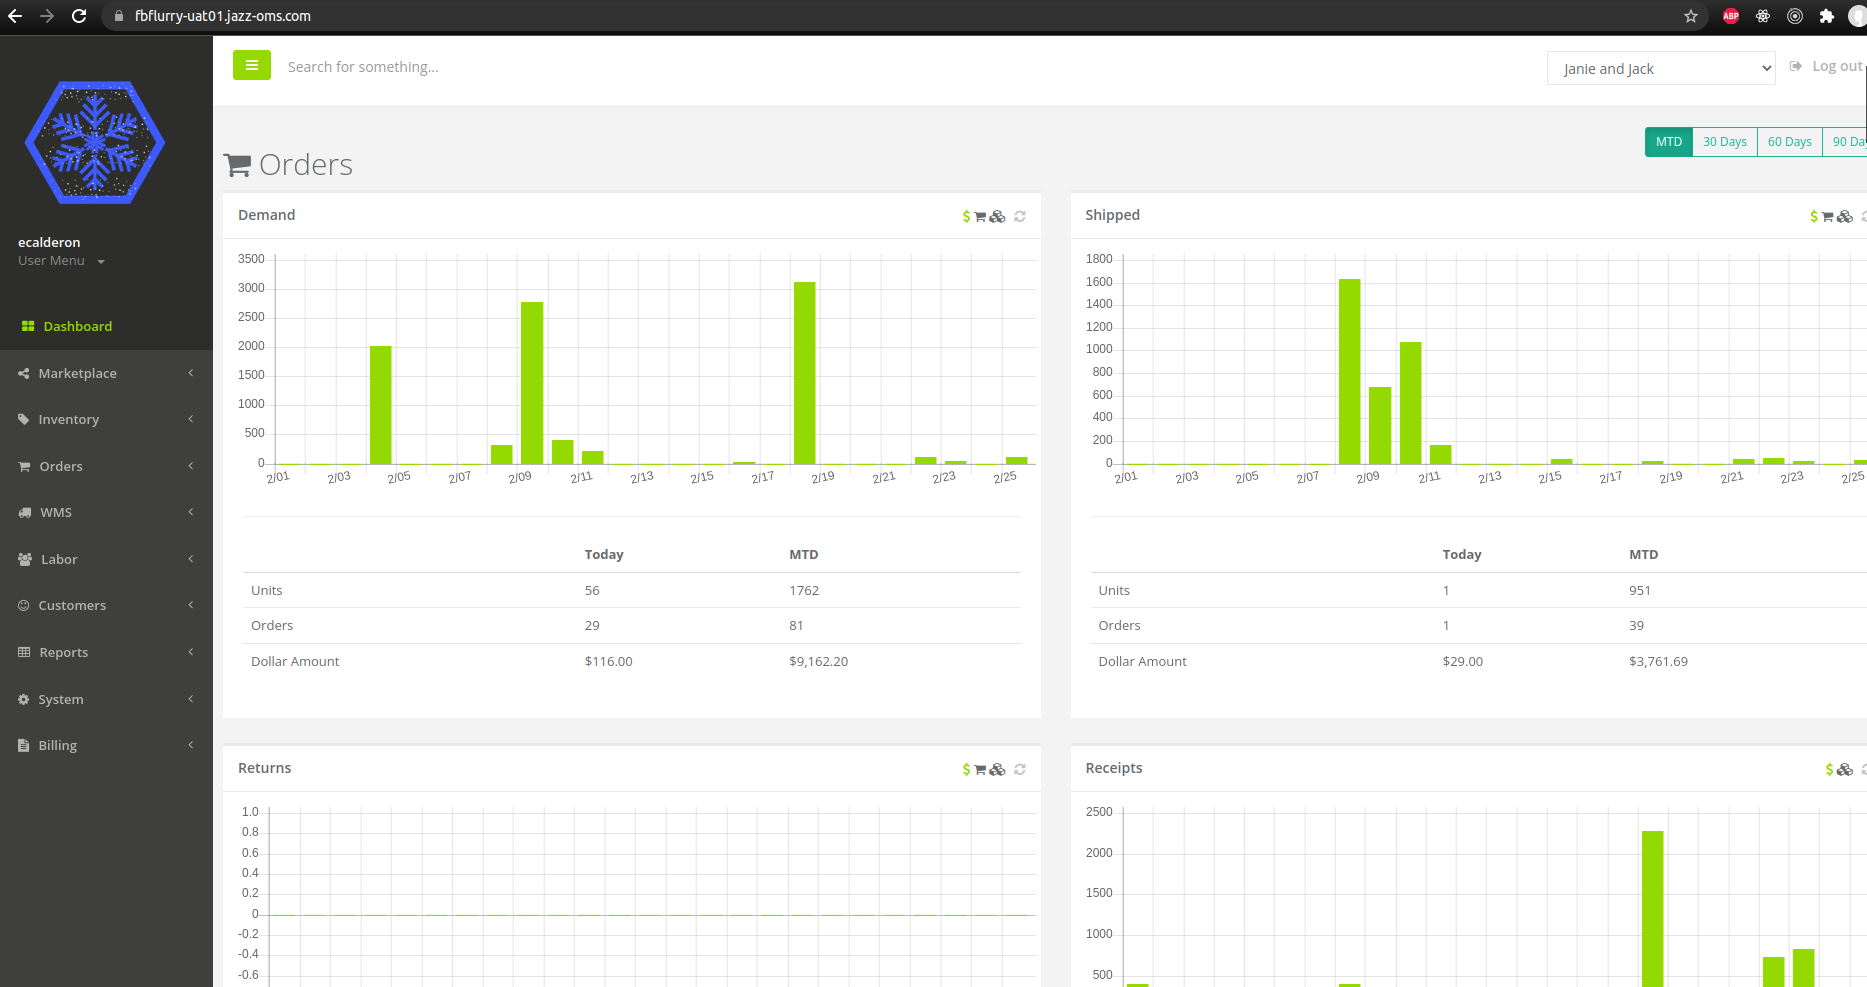 fbflurry-uat01.jazz-oms.com
ABP
Search for something...
Janie and Jack
Log out
ecalderon
User Menu
Dashboard
Marketplace
Inventory
Orders
WMS
Labor
Customers
Reports
System
Billing
Orders
MTD 30 Days 60 Days 90
Demand
$
3500
3000
2500
2000
1500
1000
500
0
2/01 2/03 2/05 2/07 2/09 2/11 2/13 2/15 2/17 2/19 2/21 2/23 2/25
Today MTD
Units 56 1762
Orders 29 81
Dollar Amount $116.00 $9,162.20
Shipped
$
1800
1600
1400
1200
1000
800
600
400
200
0
2/01 2/03 2/05 2/07 2/09 2/11 2/13 2/15 2/17 2/19 2/21 2/23 2/25
Today MTD
Units 1 951
Orders 1 39
Dollar Amount $29.00 $3,761.69
Returns
$
1.0
0.8
0.6
0.4
0.2
0
-0.2
-0.4
-0.6
Receipts
$
2500
2000
1500
1000
500